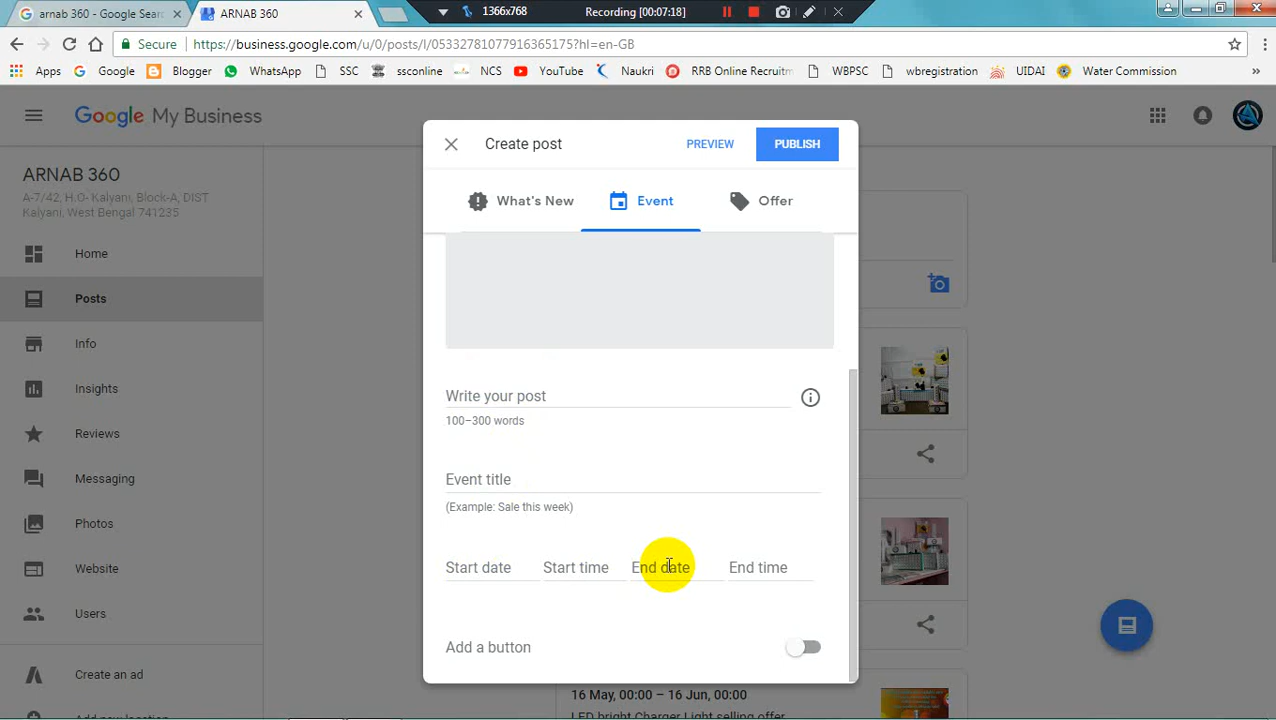 arnab 360 - Google Sear
ARNAB 360
1366x768
Recording [00:07:18]
Secure
https://business.google.com/u/0/posts/l/05332781077916365175?hl=en-GB
Apps
Google
Blogger
WhatsApp
SSC
ssconline
NCS
YouTube
Naukri
RRB Online Recruitm
WBPSC
wbregistration
UIDAI
Water Commission
»
Google My Business
ARNAB 360
A-7/42, H.O- Kalyani, Block-A, DIST
Kalyani, West Bengal 741235
Home
Posts
Info
Insights
Reviews
Messaging
Photos
Website
Users
Create an ad
Add new location
Create post
PREVIEW
PUBLISH
What's New
Event
Offer
Write your post
100–300 words
Event title
(Example: Sale this week)
Start date
Start time
End date
End time
Add a button
16 May, 00:00 – 16 Jun, 00:00
LED bright Charger Light selling offer